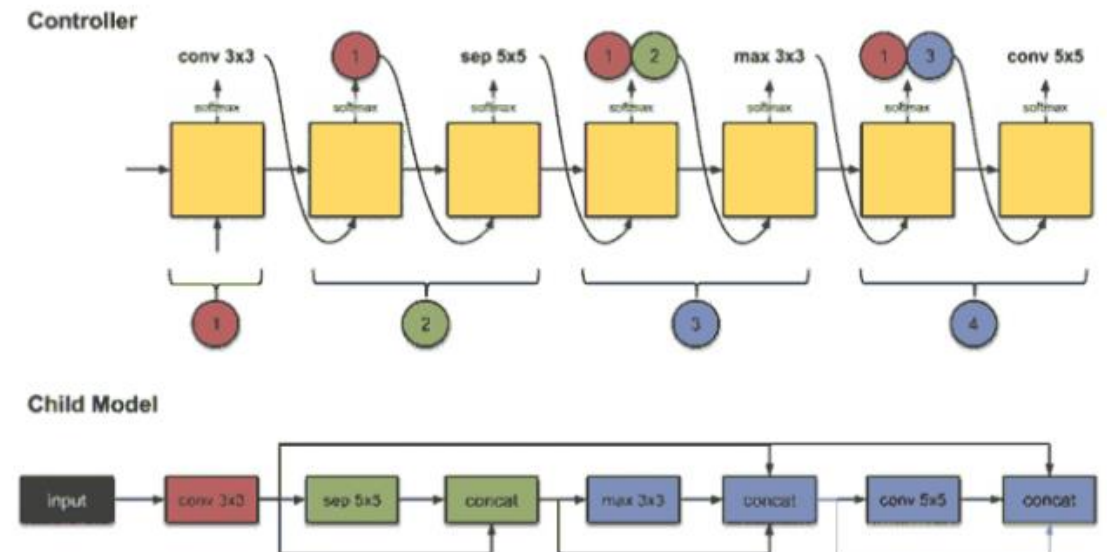 Controller
conv 3x3 1 sep 5x5 1 2 max 3x3 1 3 conv 5x5
softmax softmax softmax softmax softmax softmax softmax
1 2 3 4
Child Model
input conv 3x3 sep 5x5 concat max 3x3 concat conv 5x5 concat